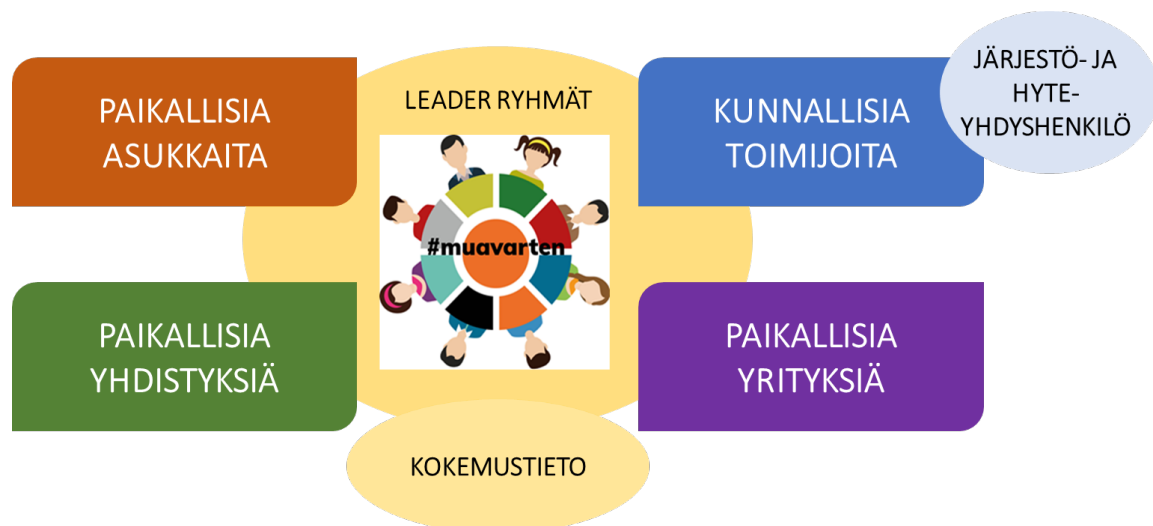 PAIKALLISIA
ASUKKAITA
LEADER RYHMÄT
KUNNALLISIA
TOIMIJOITA
JÄRJESTÖ- JA
HYTE-
YHDYSHENKILÖ
#muavarten
PAIKALLISIA
YHDISTYKSIÄ
PAIKALLISIA
YRITYKSIÄ
KOKEMUSTIETO